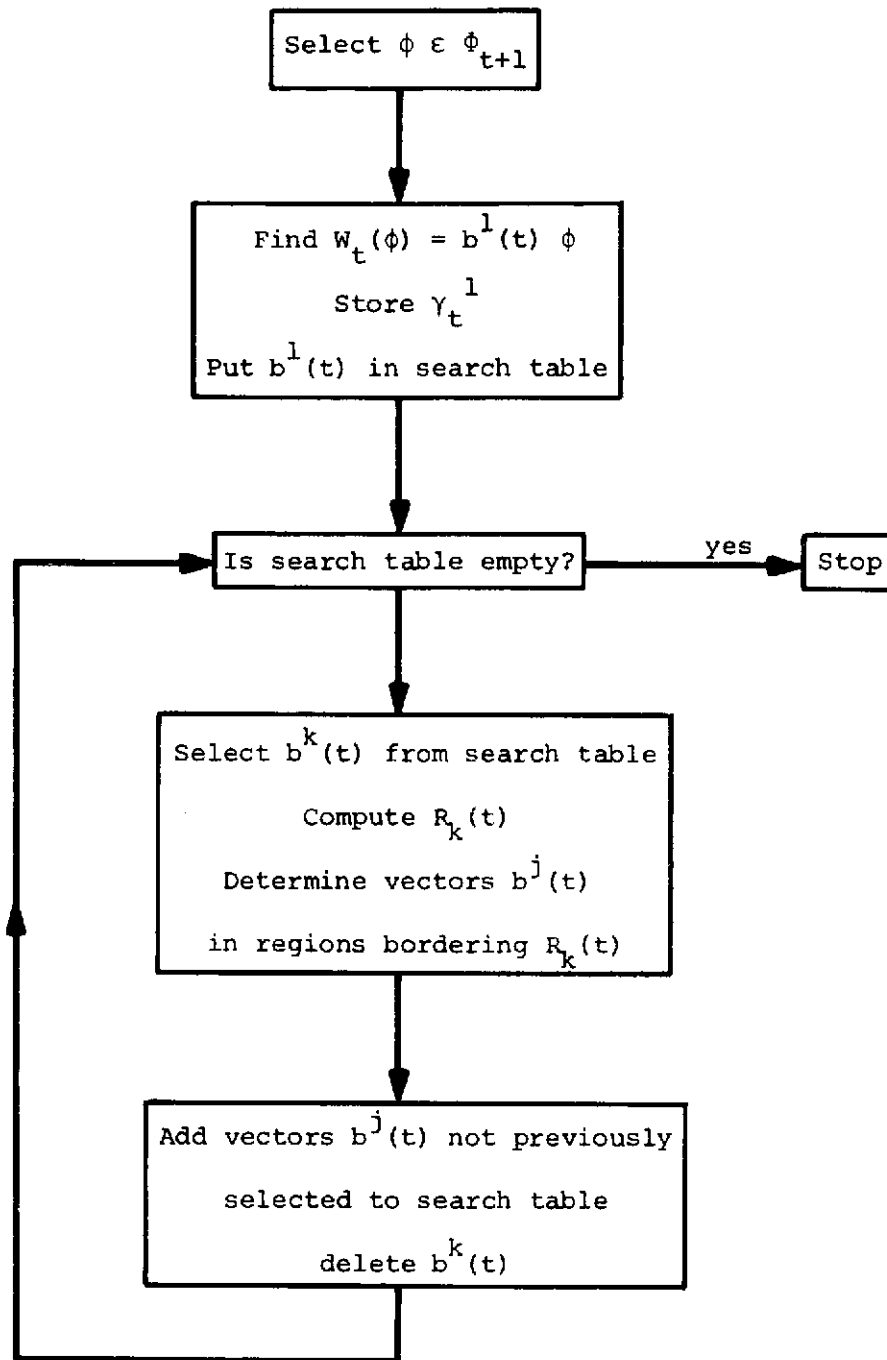 Select ϕ ε Φ_{t+1}
Find W_t(ϕ) = b^1(t) ϕ
Store γ_t^1
Put b^1(t) in search table
Is search table empty?
yes
Stop
Select b^k(t) from search table
Compute R_k(t)
Determine vectors b^j(t)
in regions bordering R_k(t)
Add vectors b^j(t) not previously
selected to search table
delete b^k(t)